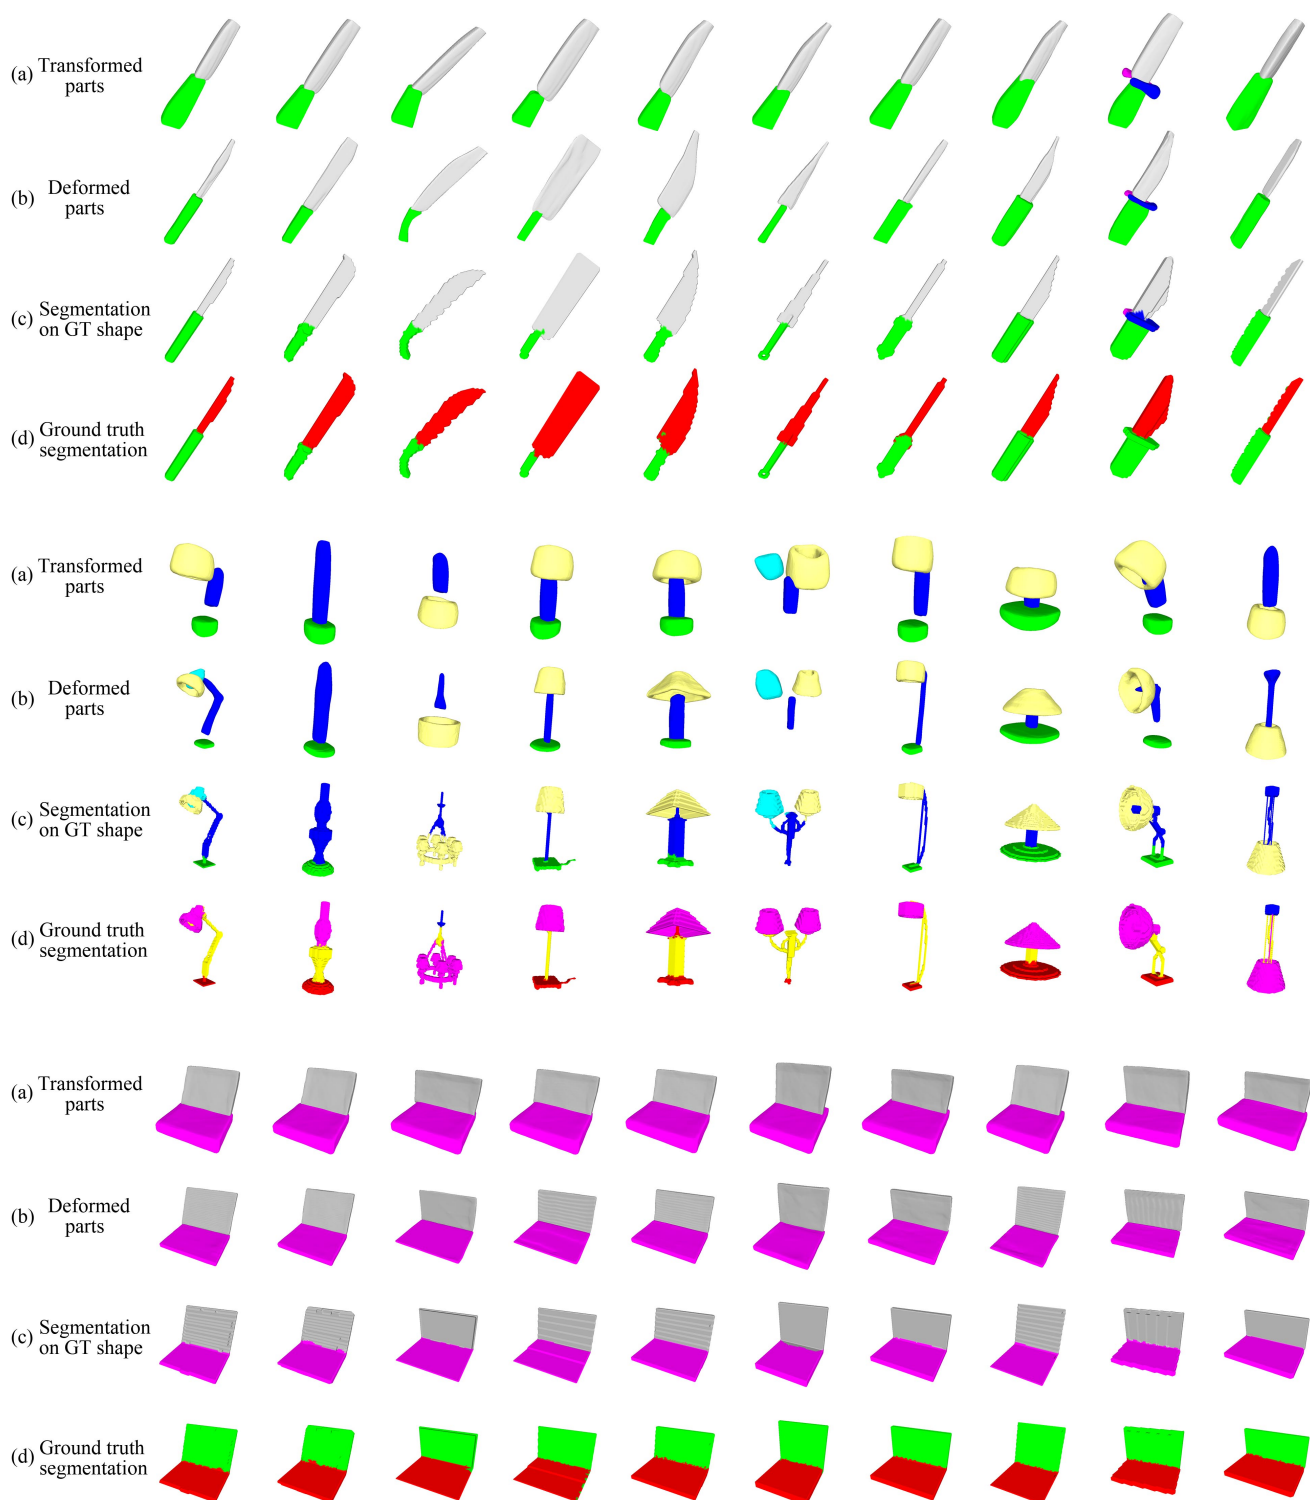 (a) Transformed
parts
(b) Deformed
parts
(c) Segmentation
on GT shape
(d) Ground truth
segmentation
(a) Transformed
parts
(b) Deformed
parts
(c) Segmentation
on GT shape
(d) Ground truth
segmentation
(a) Transformed
parts
(b) Deformed
parts
(c) Segmentation
on GT shape
(d) Ground truth
segmentation